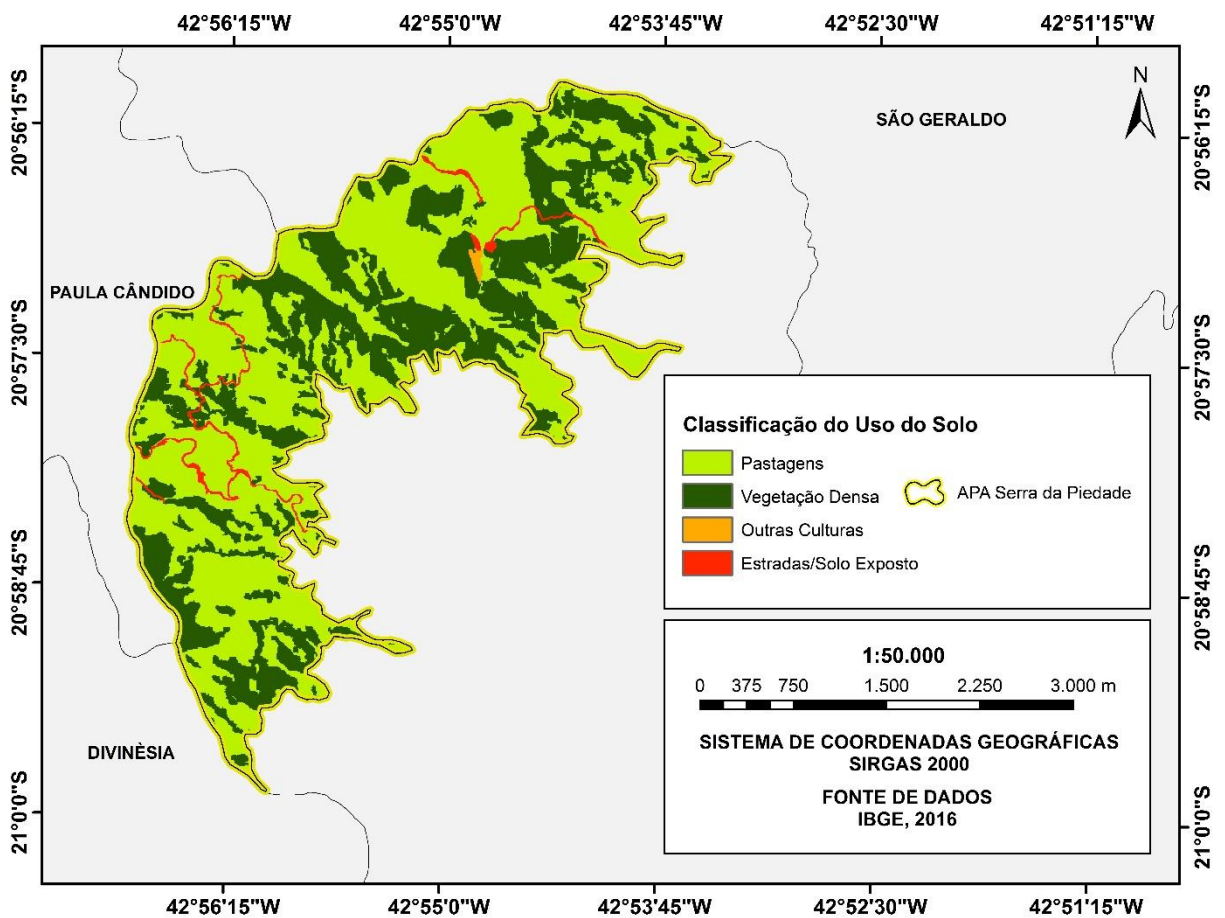 42°56'15"W 42°55'0"W 42°53'45"W 42°52'30"W 42°51'15"W
N
SÃO GERALDO
20°56'15"S
20°56'15"S
PAULA CÂNDIDO
20°57'30"S
20°57'30"S
Classificação do Uso do Solo
Pastagens
Vegetação Densa
APA Serra da Piedade
Outras Culturas
Estradas/Solo Exposto
20°58'45"S
20°58'45"S
1:50.000
0 375 750 1.500 2.250 3.000 m
SISTEMA DE COORDENADAS GEOGRÁFICAS
SIRGAS 2000
DIVINÈSIA
FONTE DE DADOS
IBGE, 2016
21°0'0"S
21°0'0"S
42°56'15"W 42°55'0"W 42°53'45"W 42°52'30"W 42°51'15"W